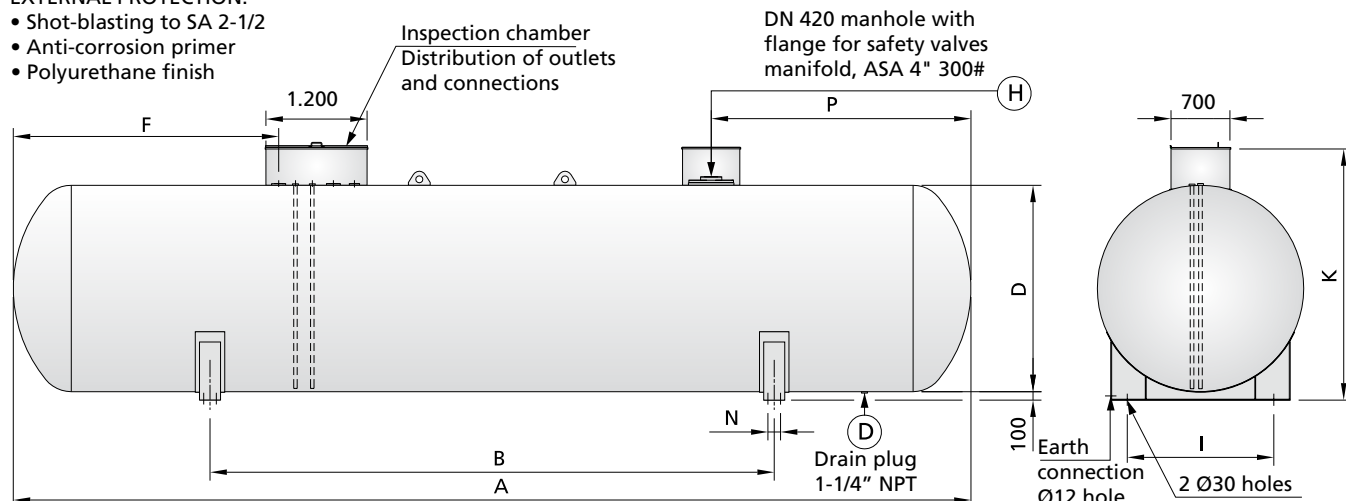 EXTERNAL PROTECTION:
• Shot-blasting to SA 2-1/2
• Anti-corrosion primer
• Polyurethane finish
Inspection chamber
Distribution of outlets
and connections
DN 420 manhole with
flange for safety valves
manifold, ASA 4" 300#
H
1.200
F
P
700
D
K
N
100
D
Drain plug
1-1/4” NPT
B
A
I
Earth
connection
Ø12 hole
2 Ø30 holes